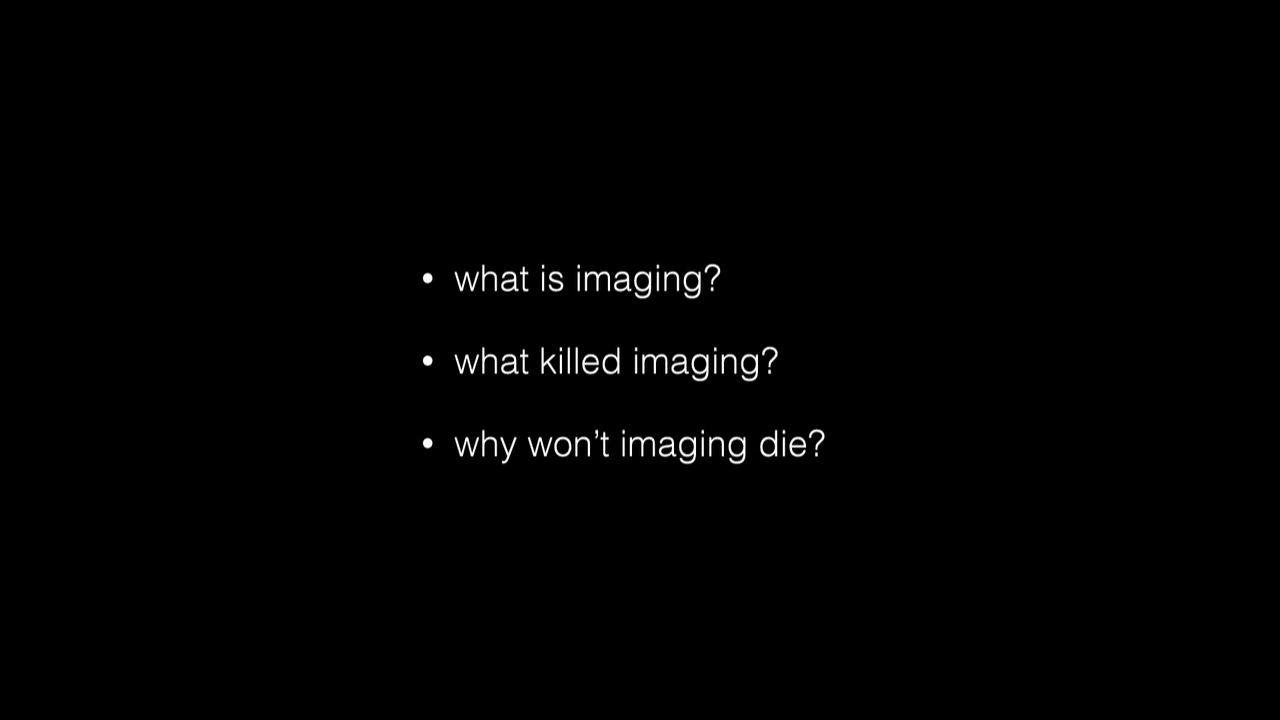 • what is imaging?
• what killed imaging?
• why won’t imaging die?